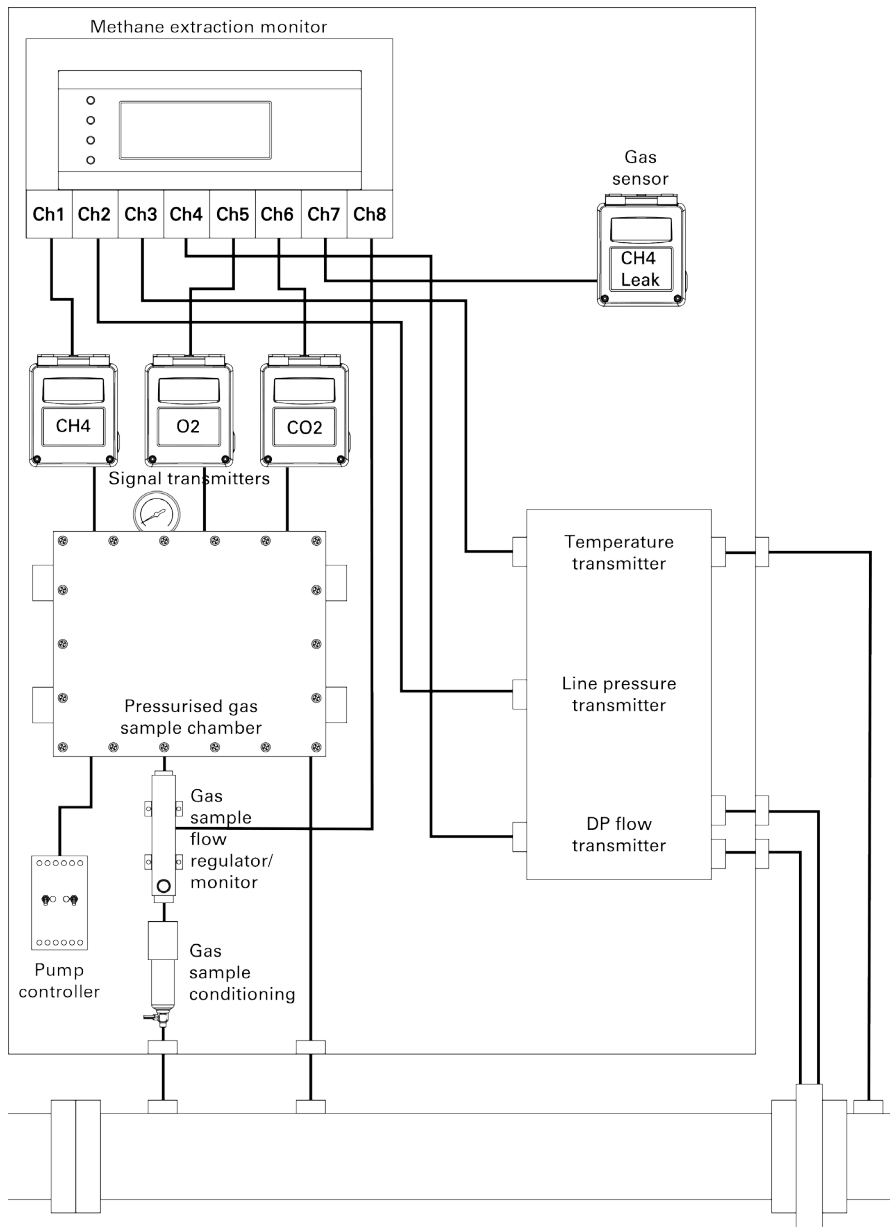 Methane extraction monitor
Ch1 Ch2 Ch3 Ch4 Ch5 Ch6 Ch7 Ch8
Gas
sensor
CH4
Leak
CH4
O2
CO2
Signal transmitters
Temperature
transmitter
Line pressure
transmitter
Pressurised gas
sample chamber
DP flow
transmitter
Gas
sample
flow
regulator/
monitor
Gas
sample
conditioning
Pump
controller